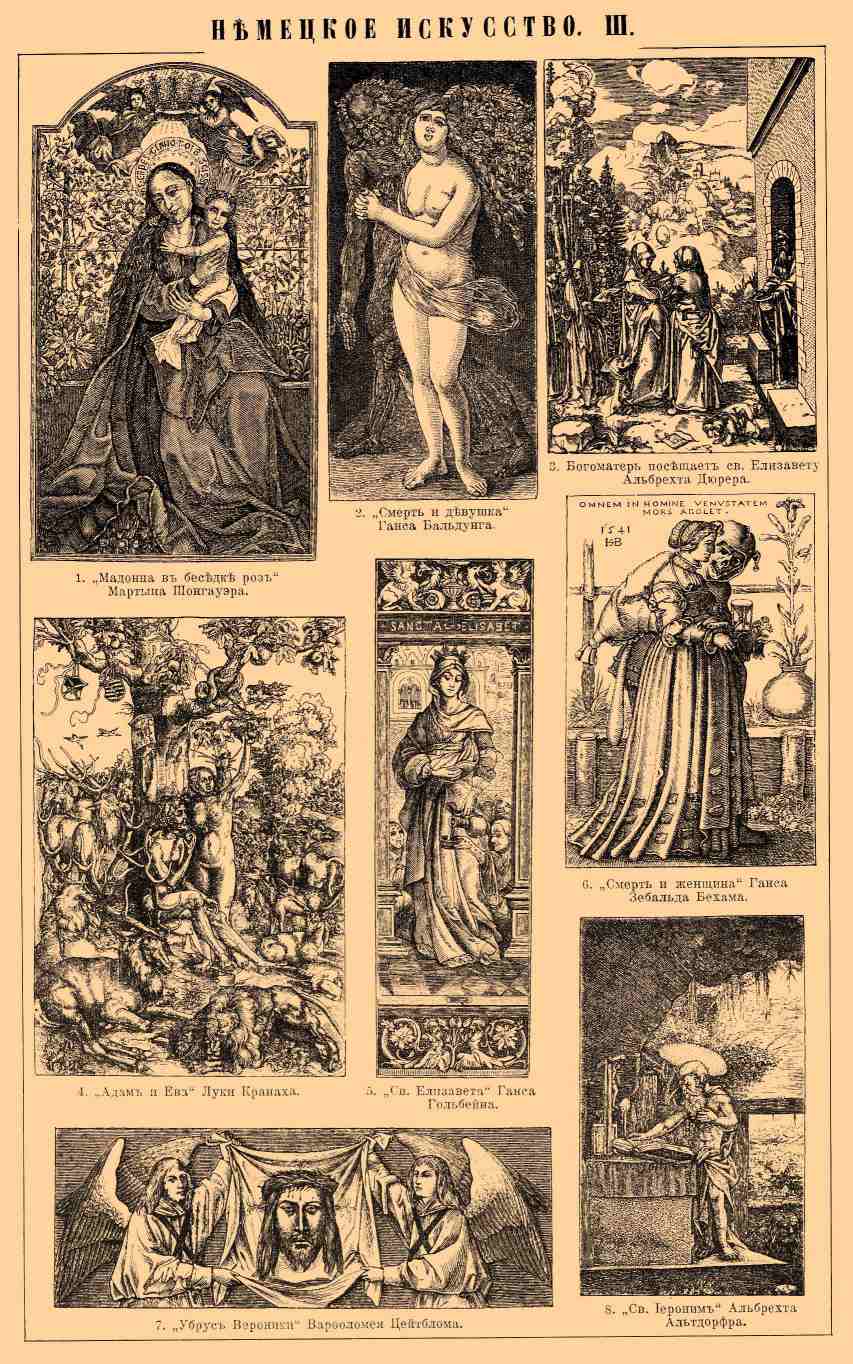 НѢМЕЦКОЕ ИСКУССТВО. III.
1. „Мадонна въ бесѣдкѣ розъ“
Мартына Шонгауэра.
2. „Смерть и дѣвушка“
Ганса Бальдунга.
3. Богоматерь посѣщаетъ св. Елизавету
Альбрехта Дюрера.
OMNEM IN HOMINE VENVSTATEM
MORS ABOLET.
1541
HSB
SANCTA ELISABET
4. „Адамъ и Ева“ Луки Кранаха.
5. „Св. Елизавета“ Ганса
Гольбейна.
6. „Смерть и женщина“ Ганса
Зебальда Бехама.
7. „Убрусъ Вероники“ Варѳоломея Цейтблома.
8. „Св. Іеронимъ“ Альбрехта
Альтдорфра.